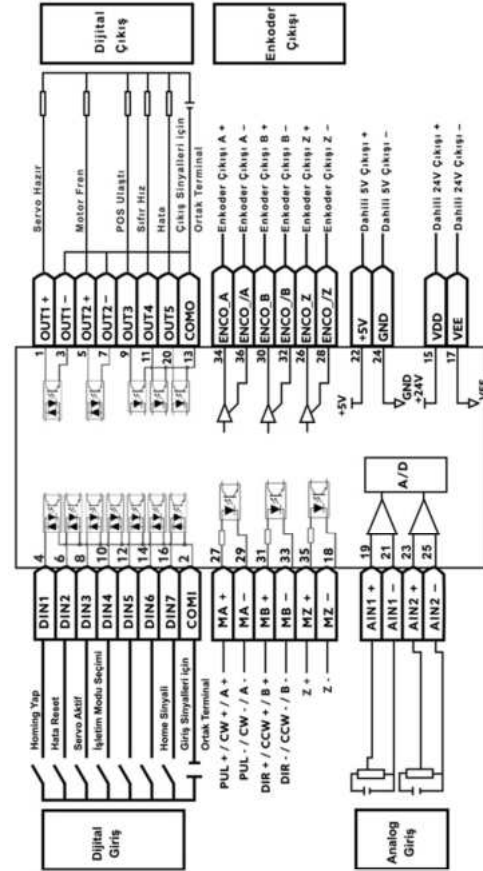 Dijital
Giriş
Homing Yap
Hata Reset
Servo Aktif
İşletim Modu Seçimi
Home Sinyali
Giriş Sinyalleri için
Ortak Terminal
DIN1
DIN2
DIN3
DIN4
DIN5
DIN6
DIN7
COMI
4
6
8
10
12
14
16
2
PUL + / CW + / A +
PUL - / CW - / A -
DIR + / CCW + / B +
DIR - / CCW - / B -
Z +
Z -
MA +
MA –
MB +
MB –
MZ +
MZ –
27
29
31
33
35
18
Analog
Giriş
AIN1 +
AIN1 –
AIN2 +
AIN2 –
19
21
23
25
A/D
1
3
5
7
9
11
20
13
OUT1 +
OUT1 –
OUT2 +
OUT2 –
OUT3
OUT4
OUT5
COMO
Servo Hazır
Motor Fren
POS Ulaştı
Sıfır Hız
Hata
Çıkış Sinyalleri için
Ortak Terminal
Dijital
Çıkış
34
36
30
32
26
28
ENCO_A
ENCO_/A
ENCO_B
ENCO_/B
ENCO_Z
ENCO_/Z
Enkoder Çıkışı A +
Enkoder Çıkışı A –
Enkoder Çıkışı B +
Enkoder Çıkışı B –
Enkoder Çıkışı Z +
Enkoder Çıkışı Z –
Enkoder
Çıkışı
+5V
GND
22
24
+5V
GND
Dahili 5V Çıkışı +
Dahili 5V Çıkışı –
+24V
VEE
15
17
VDD
VEE
Dahili 24V Çıkışı +
Dahili 24V Çıkışı –